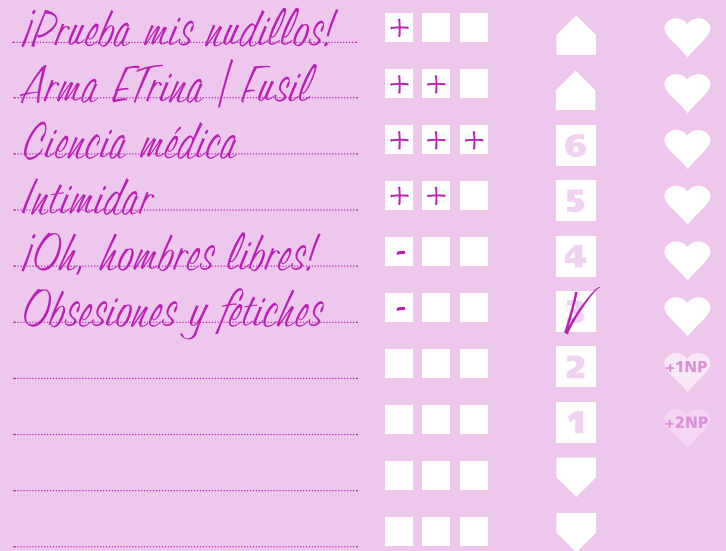 ¡Prueba mis nudillos! +
Arma ETrina | Fusil + +
Ciencia médica + + + 6
Intimidar + + 5
¡Oh, hombres libres! - 4
Obsesiones y fetiches - 3
2 +1NP
1 +2NP